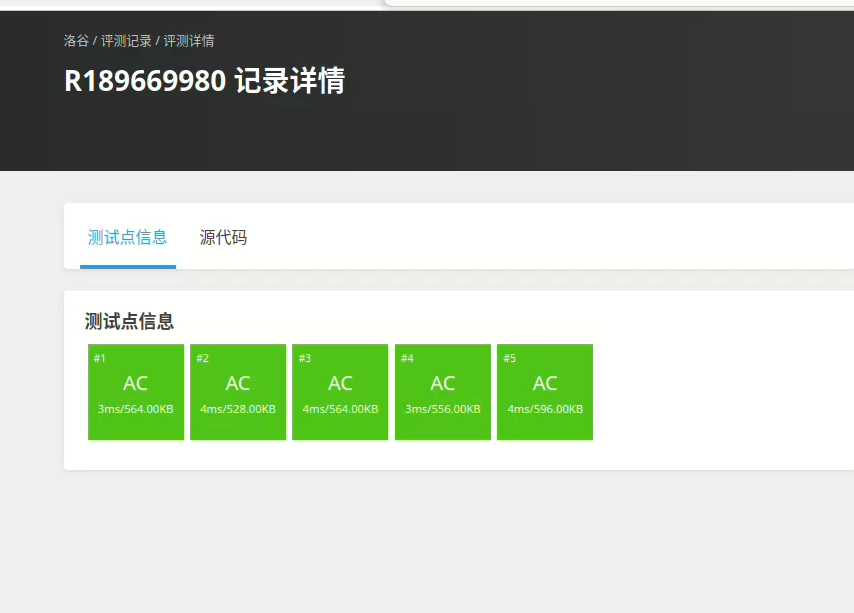 洛谷 / 评测记录 / 评测详情
R189669980 记录详情
测试点信息 源代码
测试点信息
#1 #2 #3 #4 #5
AC AC AC AC AC
3ms/564.00KB 4ms/528.00KB 4ms/564.00KB 3ms/556.00KB 4ms/596.00KB